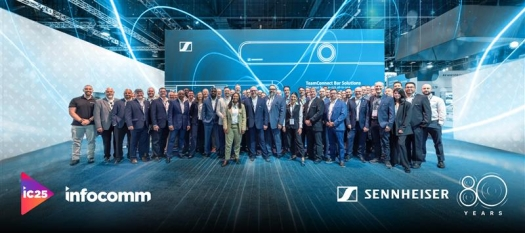 TeamConnect Bar Solutions
iC25
infocomm
SENNHEISER
80
YEARS